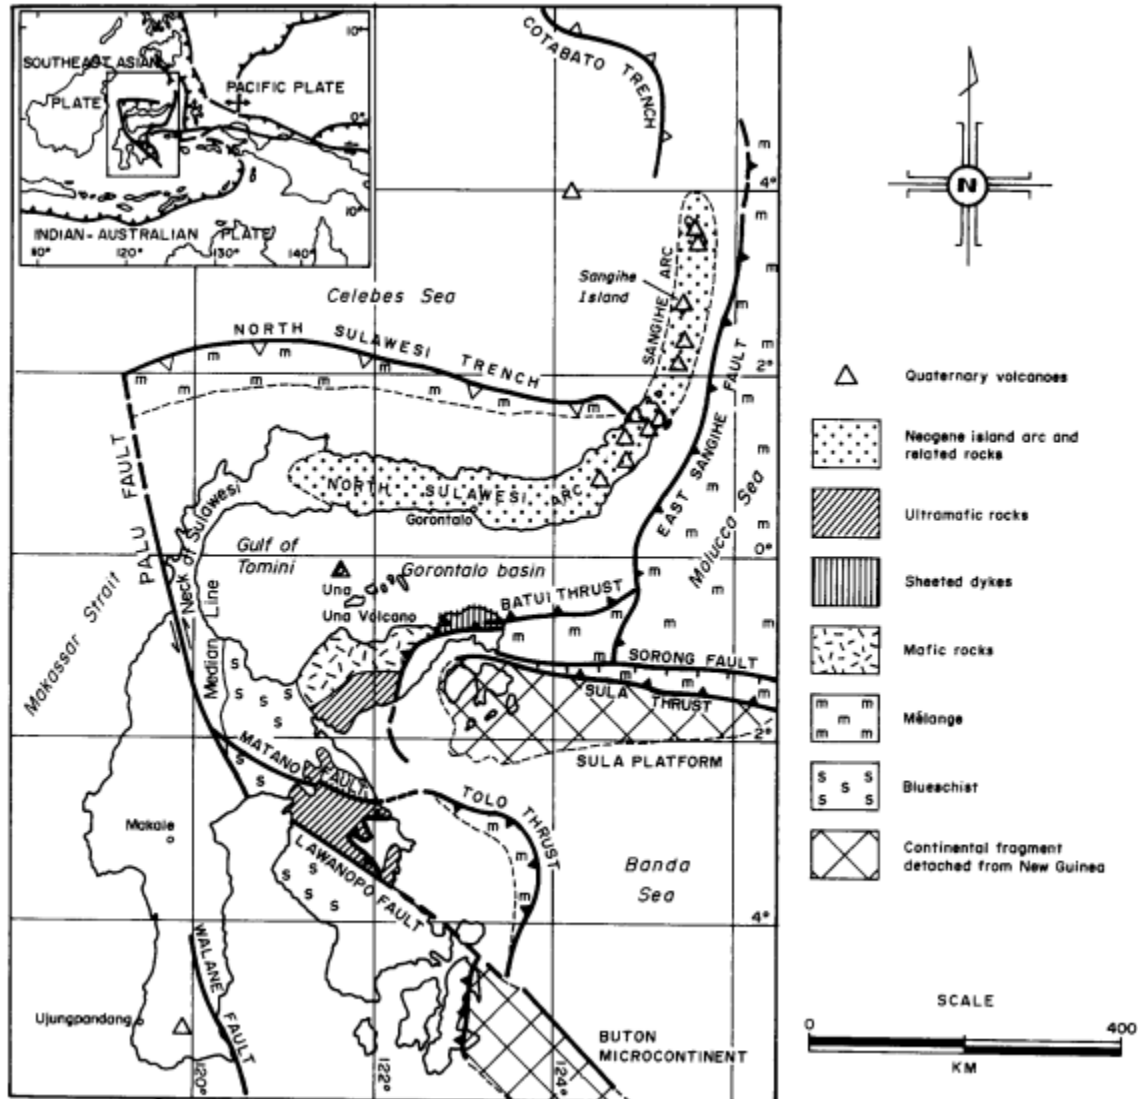 SOUTHEAST ASIAN
PLATE
PACIFIC PLATE
INDIAN-AUSTRALIAN PLATE
10°
0°
10°
120°
130°
140°
COTABATO TRENCH
4°
Sangihe
Island
SANGIHE ARC
Celebes Sea
NORTH SULAWESI TRENCH
2°
EAST SANGIHE FAULT
Molucca Sea
PALU FAULT
Neck of Sulawesi
NORTH SULAWESI ARC
Gorontalo
Makassar Strait
Gulf of
Tomini
Gorontalo basin
0°
Una
Una Volcano
BATUI THRUST
Median Line
SORONG FAULT
SULA THRUST
SULA PLATFORM
2°
MATANO FAULT
TOLO THRUST
Makale
LAWANOPO FAULT
Banda
Sea
4°
WALANE FAULT
Ujungpandang
BUTON
MICROCONTINENT
120°
122°
124°
N
Quaternary volcanoes
Neogene island arc and
related rocks
Ultramafic rocks
Sheeted dykes
Mafic rocks
m m
m
m m
Mêlange
s s
s
s s
Blueschist
Continental fragment
detached from New Guinea
SCALE
0 400
KM